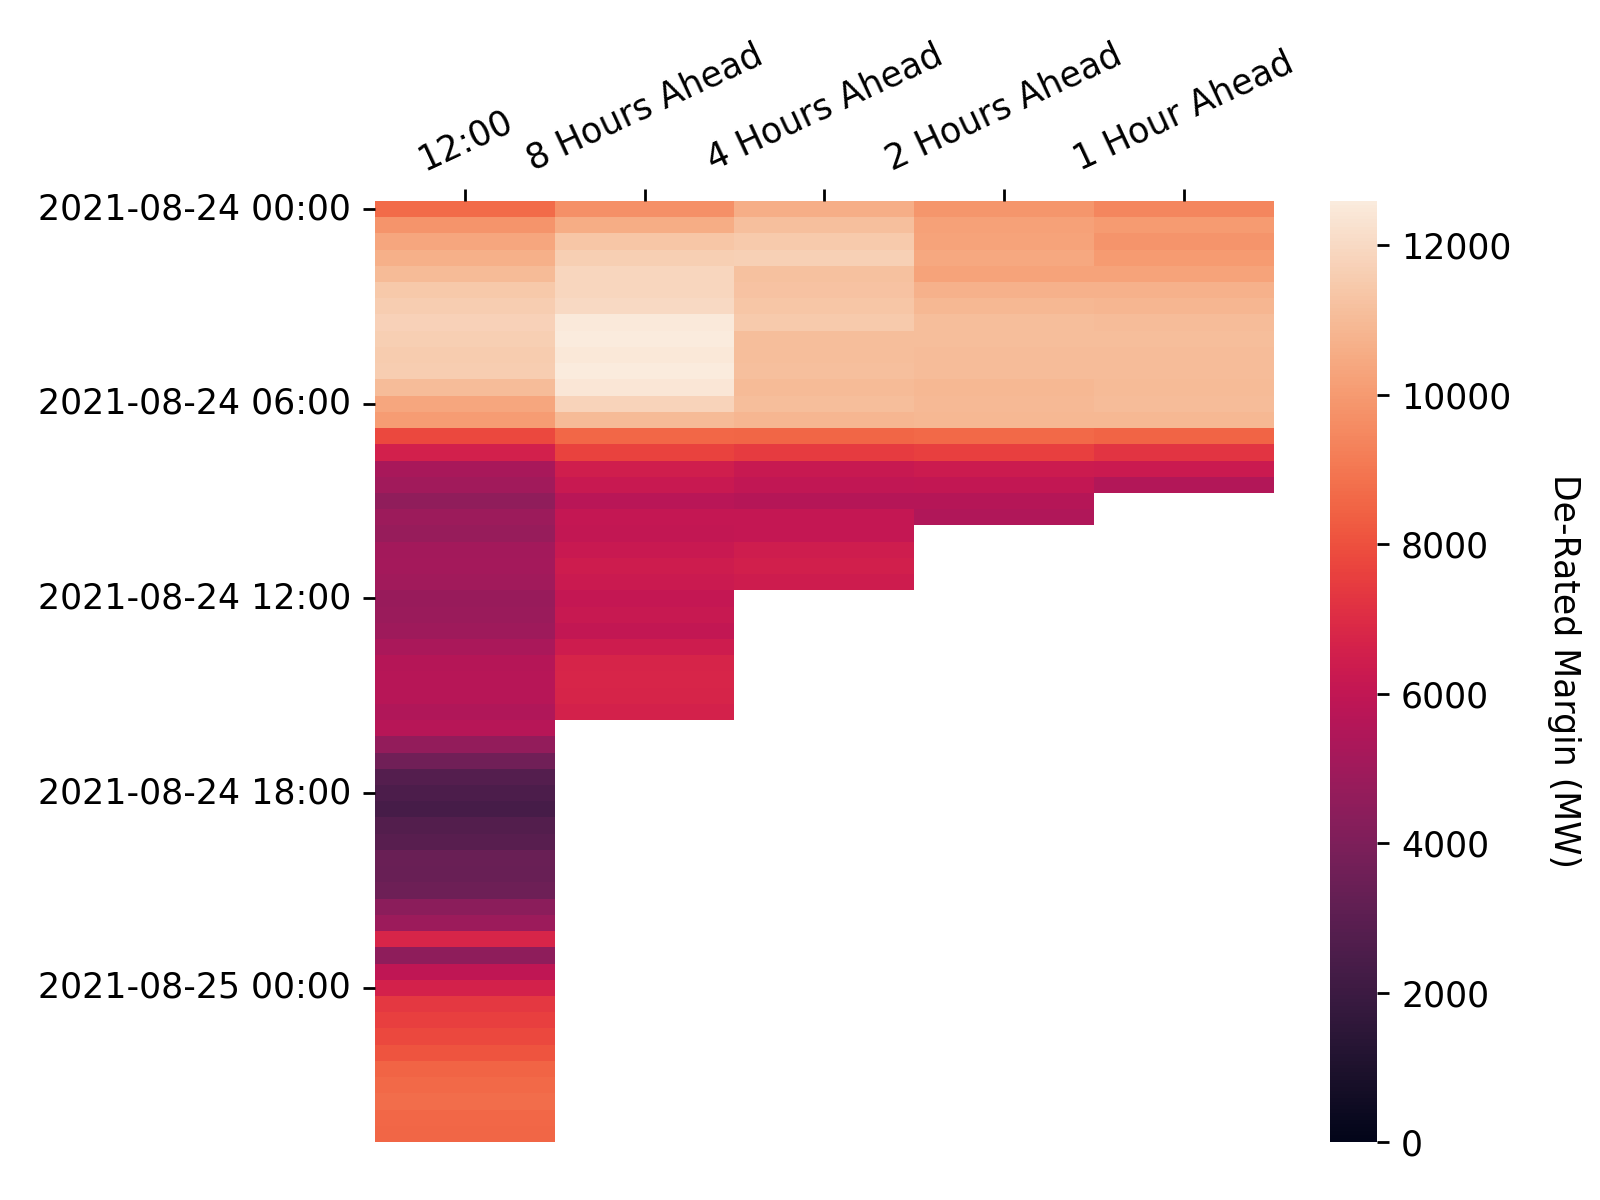 12:00
8 Hours Ahead
4 Hours Ahead
2 Hours Ahead
1 Hour Ahead
2021-08-24 00:00
2021-08-24 06:00
2021-08-24 12:00
2021-08-24 18:00
2021-08-25 00:00
12000
10000
8000
6000
4000
2000
0
De-Rated Margin (MW)